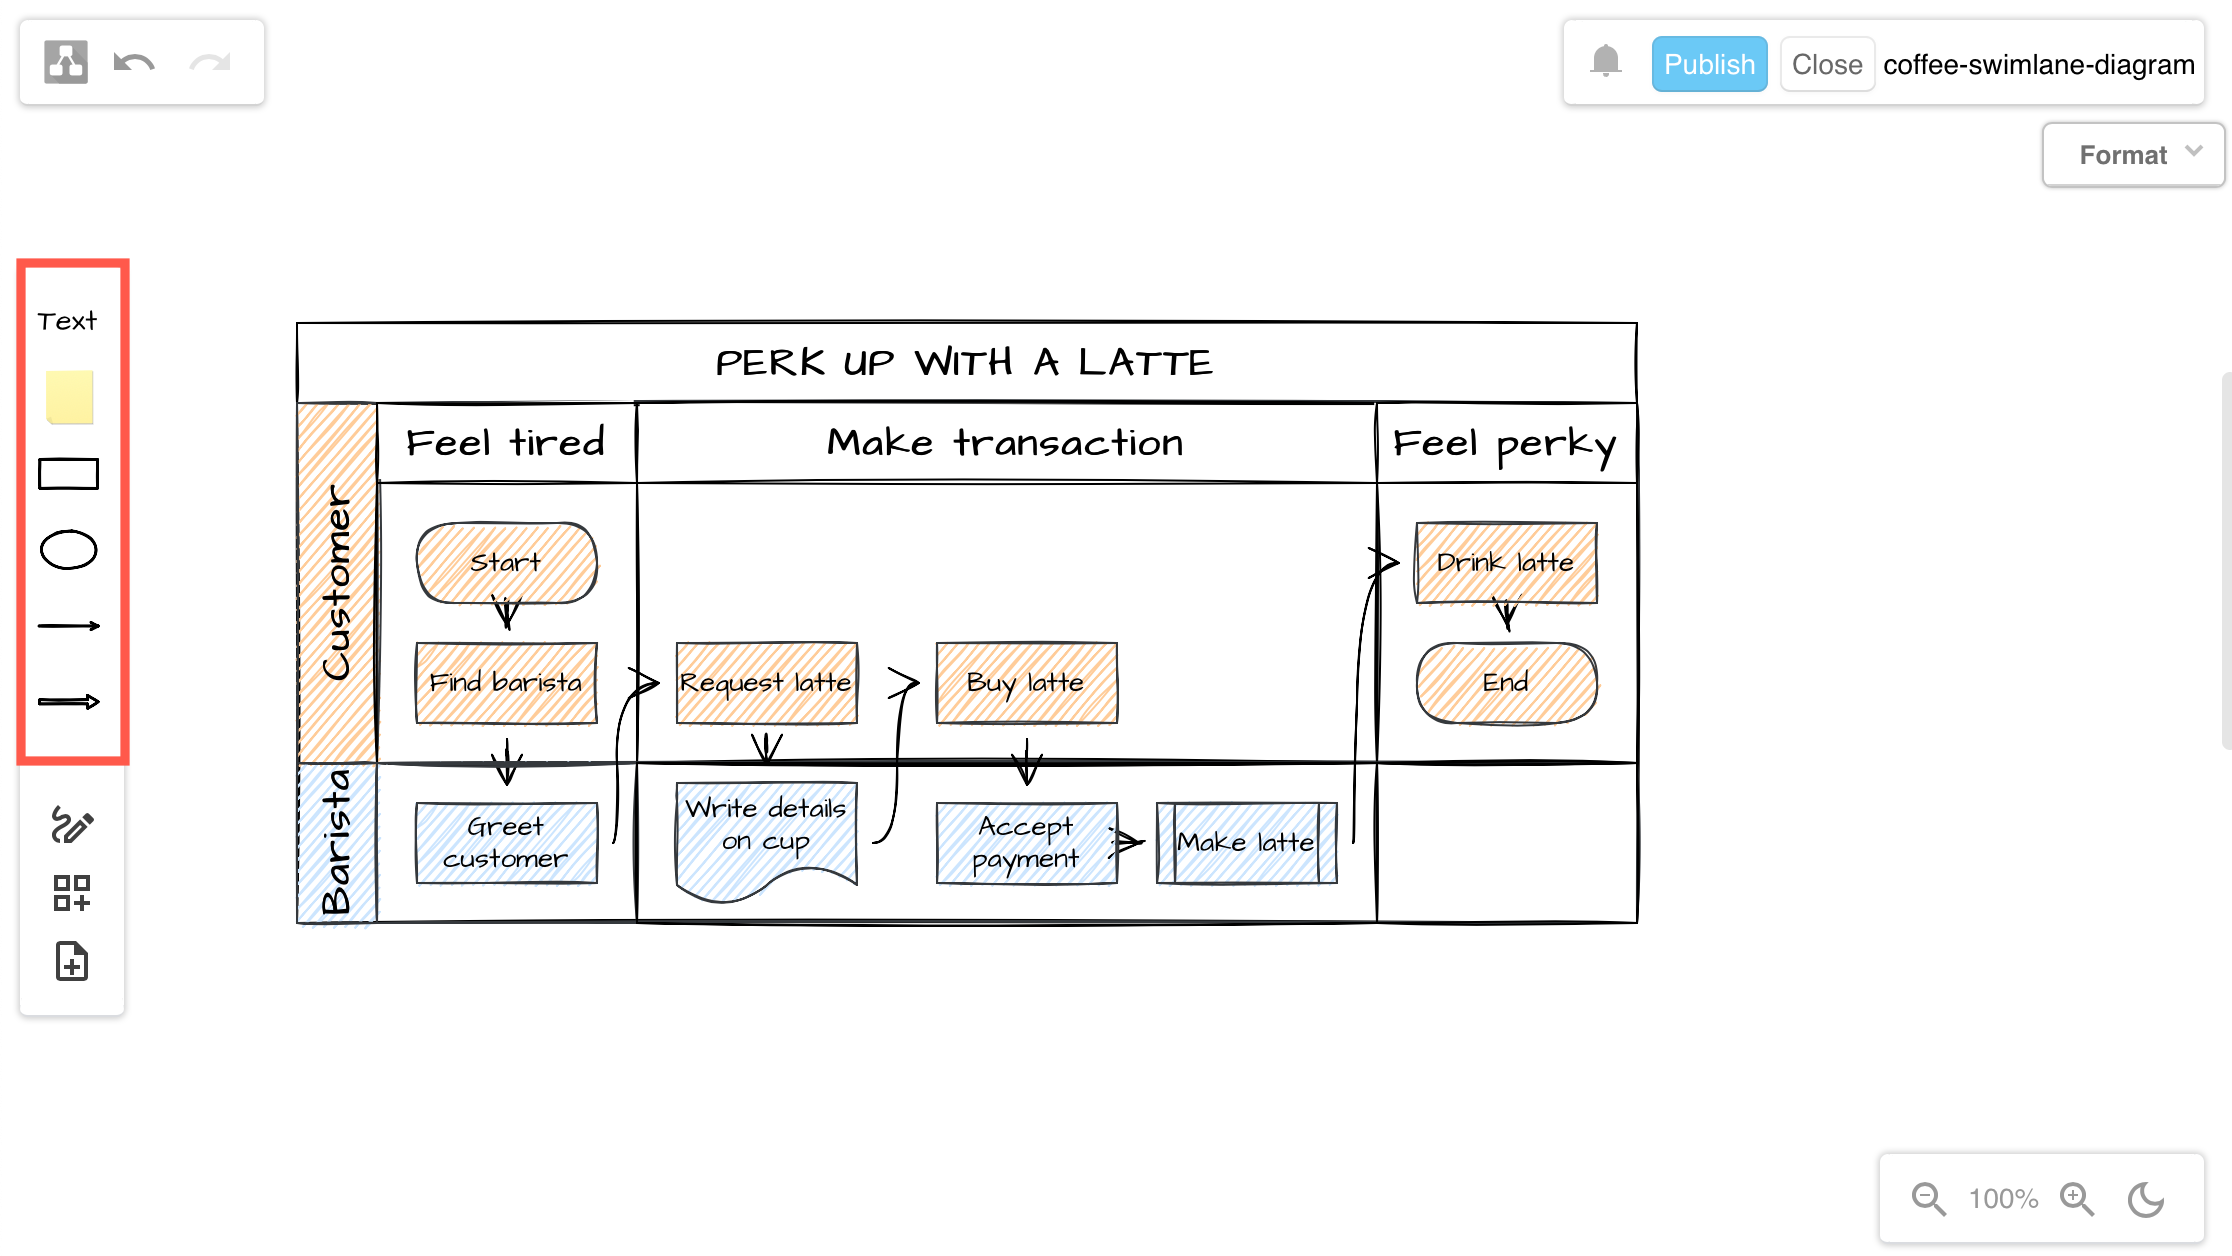 Publish
Close
coffee-swimlane-diagram
Format
Text
PERK UP WITH A LATTE
Feel tired
Make transaction
Feel perky
Customer
Start
Drink latte
Find barista
Request latte
Buy latte
End
Barista
Greet
customer
Write details
on cup
Accept
payment
Make latte
100%